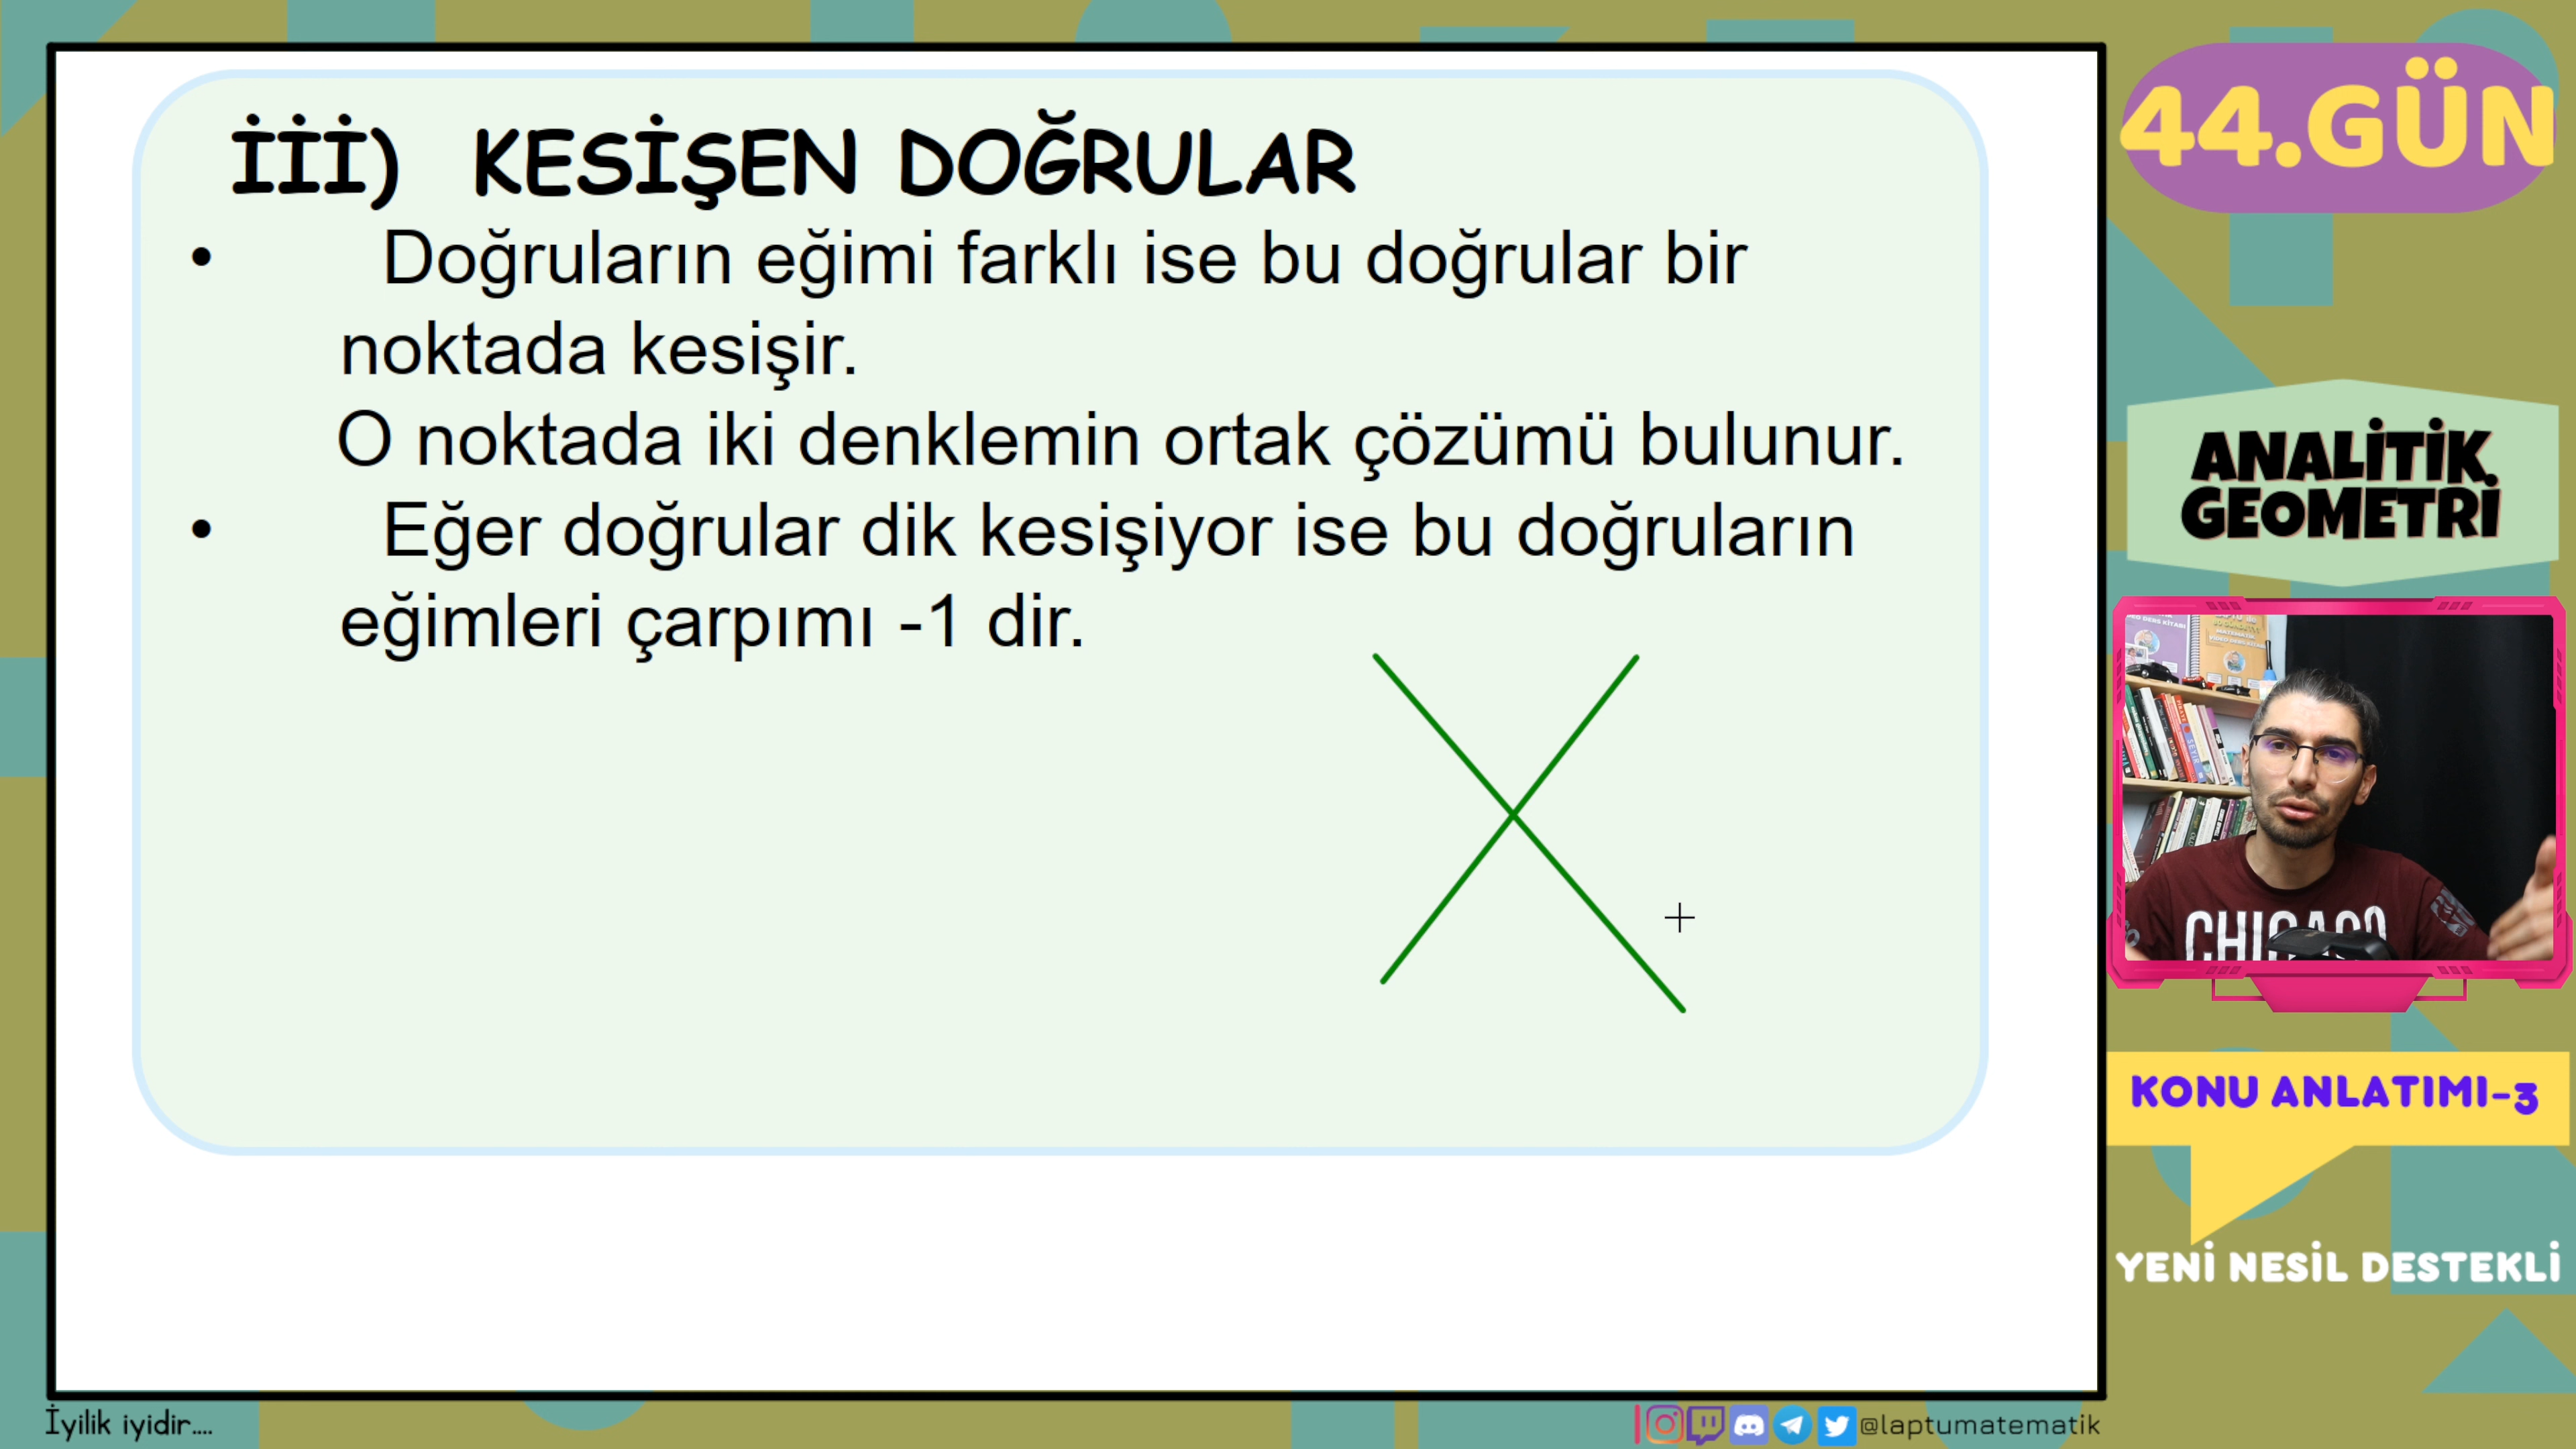 İİİ) KESİŞEN DOĞRULAR
• Doğruların eğimi farklı ise bu doğrular bir
noktada kesişir.
O noktada iki denklemin ortak çözümü bulunur.
• Eğer doğrular dik kesişiyor ise bu doğruların
eğimleri çarpımı -1 dir.
44.GÜN
ANALİTİK
GEOMETRİ
CHICAGO
KONU ANLATIMI-3
YENİ NESİL DESTEKLİ
İyilik iyidir....
@laptumatematik